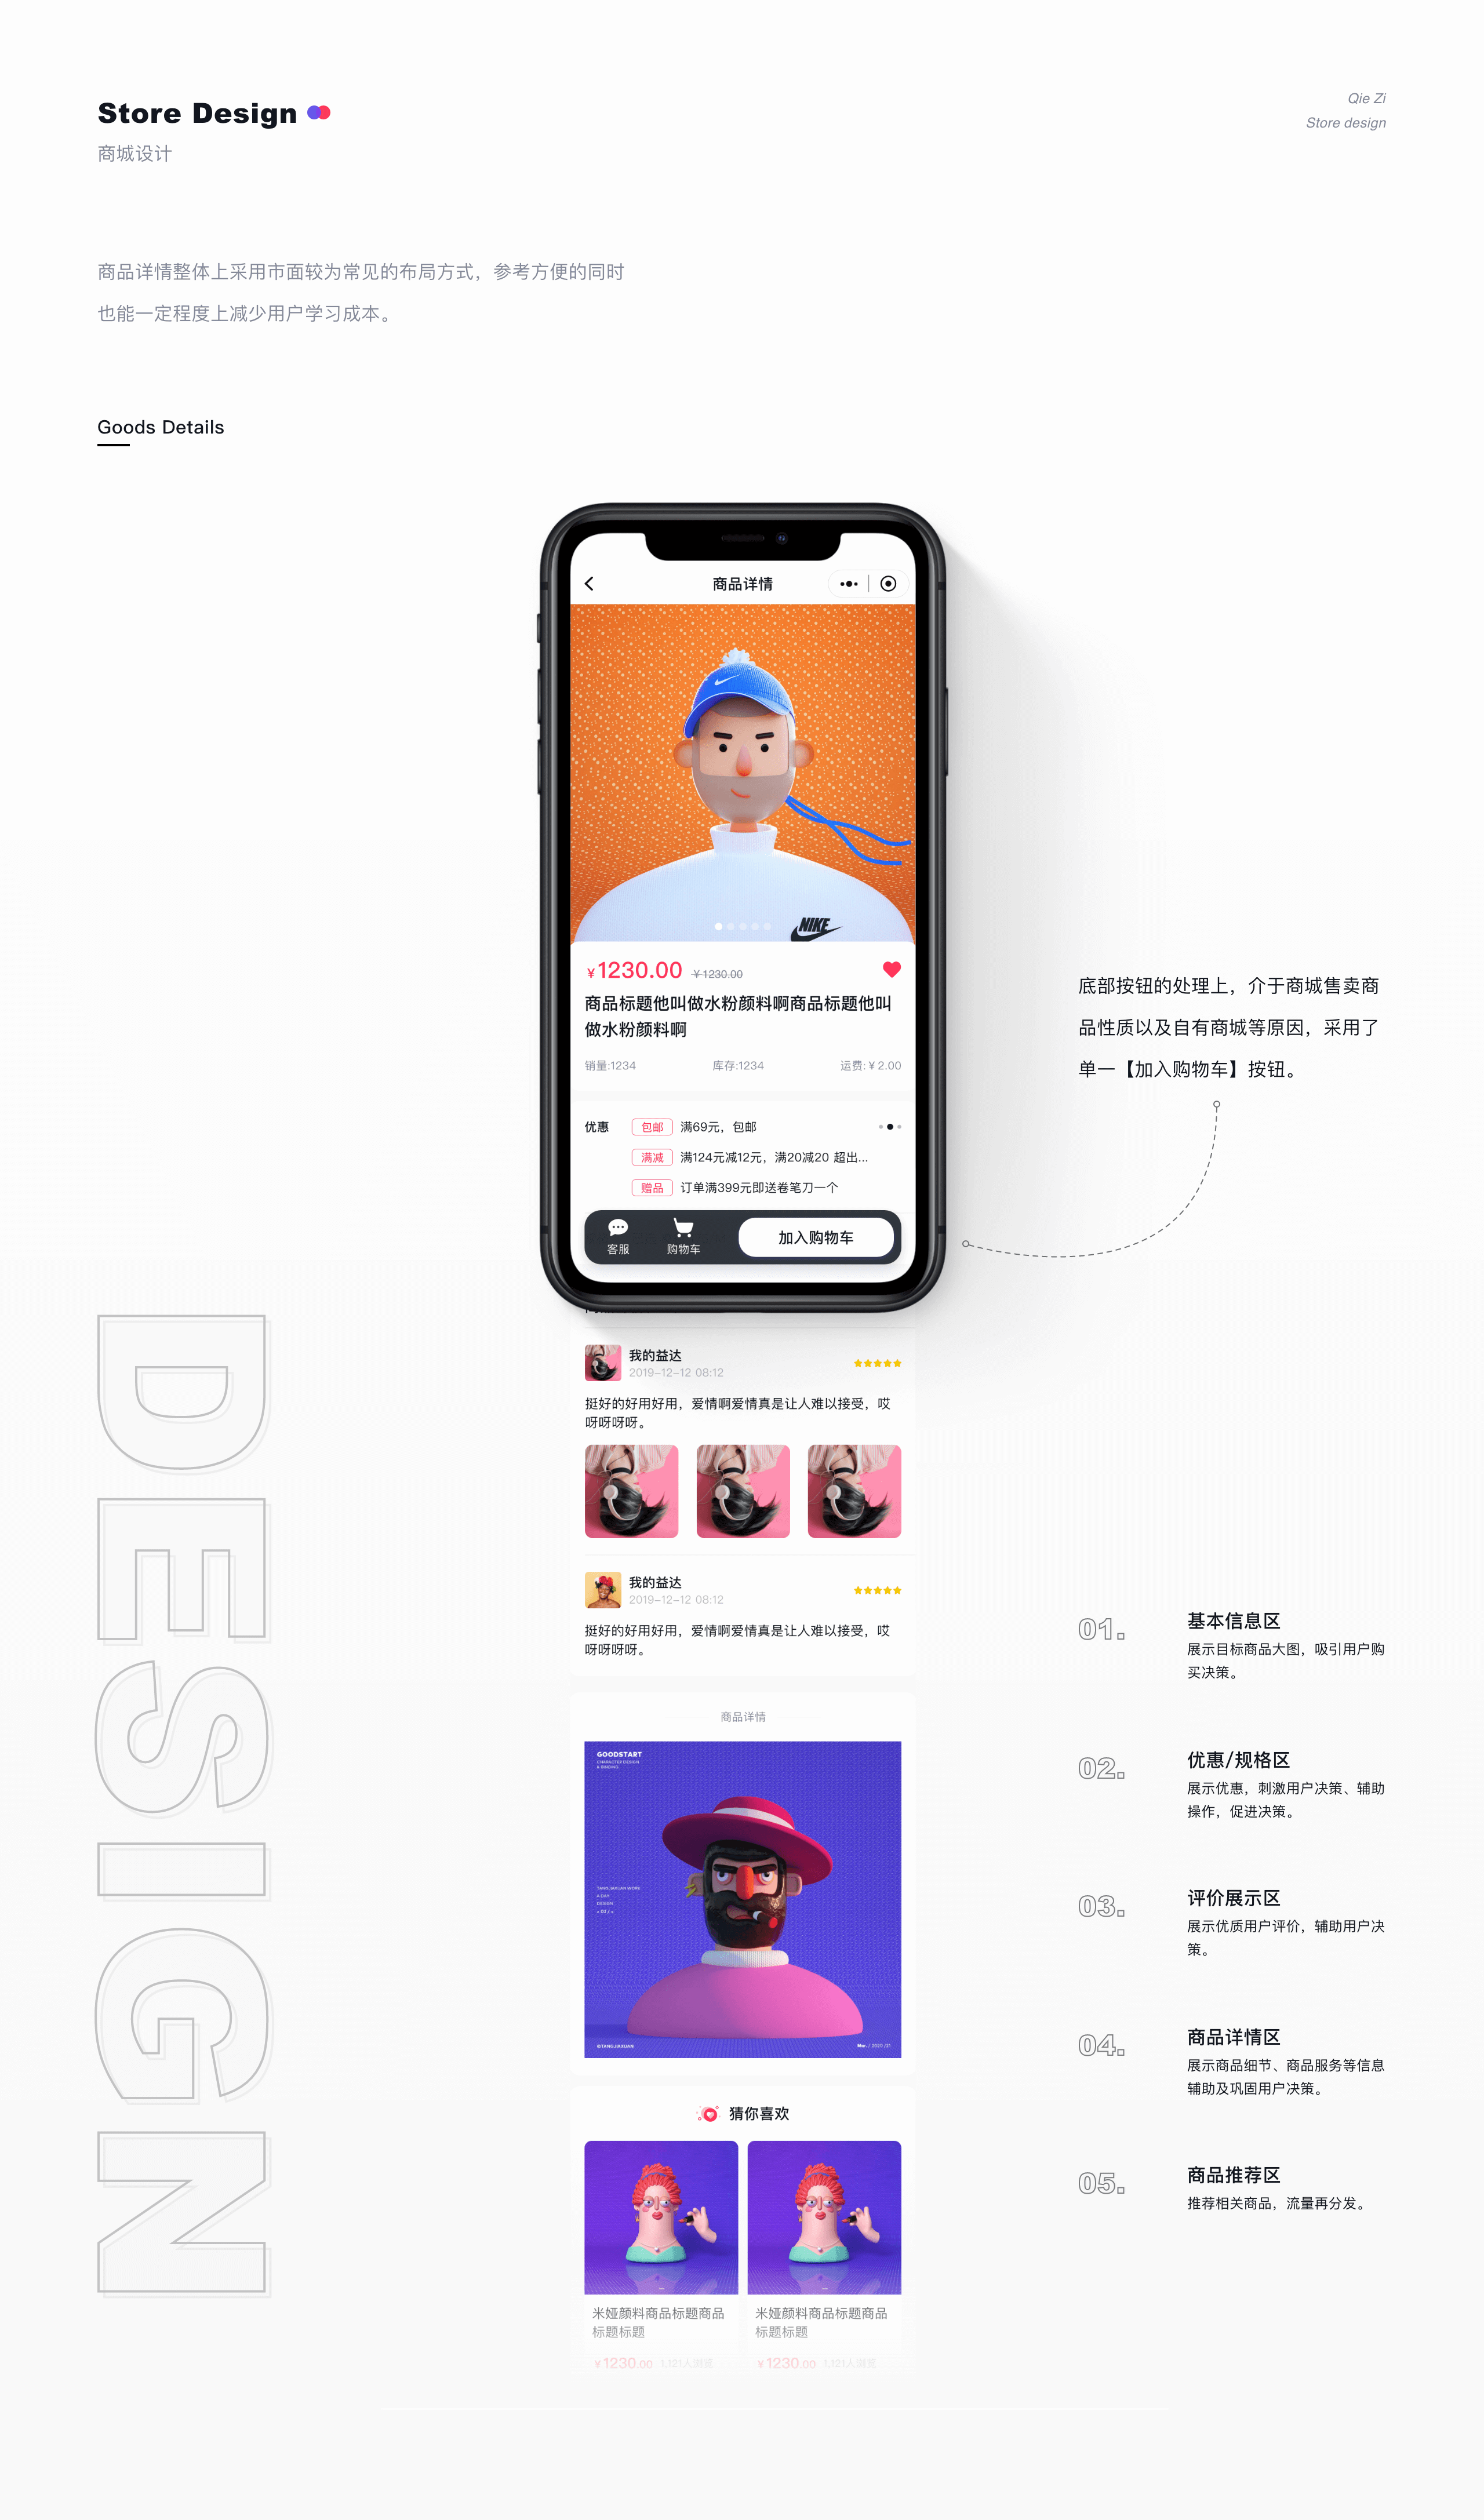 Store Design
商城设计
Qie Zi
Store design
商品详情整体上采用市面较为常见的布局方式，参考方便的同时
也能一定程度上减少用户学习成本。
Goods Details
商品详情
NIKE
¥1230.00 ¥1230.00
商品标题他叫做水粉颜料啊商品标题他叫
做水粉颜料啊
销量:1234 库存:1234 运费:¥2.00
优惠 包邮 满69元，包邮
满减 满124元减12元，满20减20 超出...
赠品 订单满399元即送卷笔刀一个
客服 购物车 加入购物车
底部按钮的处理上，介于商城售卖商
品性质以及自有商城等原因，采用了
单一【加入购物车】按钮。
DESIGN
我的益达
2019-12-12 08:12
挺好的好用好用，爱情啊爱情真是让人难以接受，哎
呀呀呀呀。
我的益达
2019-12-12 08:12
挺好的好用好用，爱情啊爱情真是让人难以接受，哎
呀呀呀呀。
商品详情
GOODSTART
CHARACTER DESIGN
& BINDING
TANGJIAXUAN WORK
A DAY
DESIGN
©TANGJIAXUAN
Mar. / 2020 /21
猜你喜欢
米娅颜料商品标题商品
标题标题
¥1230.00 1,121人浏览
米娅颜料商品标题商品
标题标题
¥1230.00 1,121人浏览
01.
基本信息区
展示目标商品大图，吸引用户购
买决策。
02.
优惠/规格区
展示优惠，刺激用户决策、辅助
操作，促进决策。
03.
评价展示区
展示优质用户评价，辅助用户决
策。
04.
商品详情区
展示商品细节、商品服务等信息
辅助及巩固用户决策。
05.
商品推荐区
推荐相关商品，流量再分发。